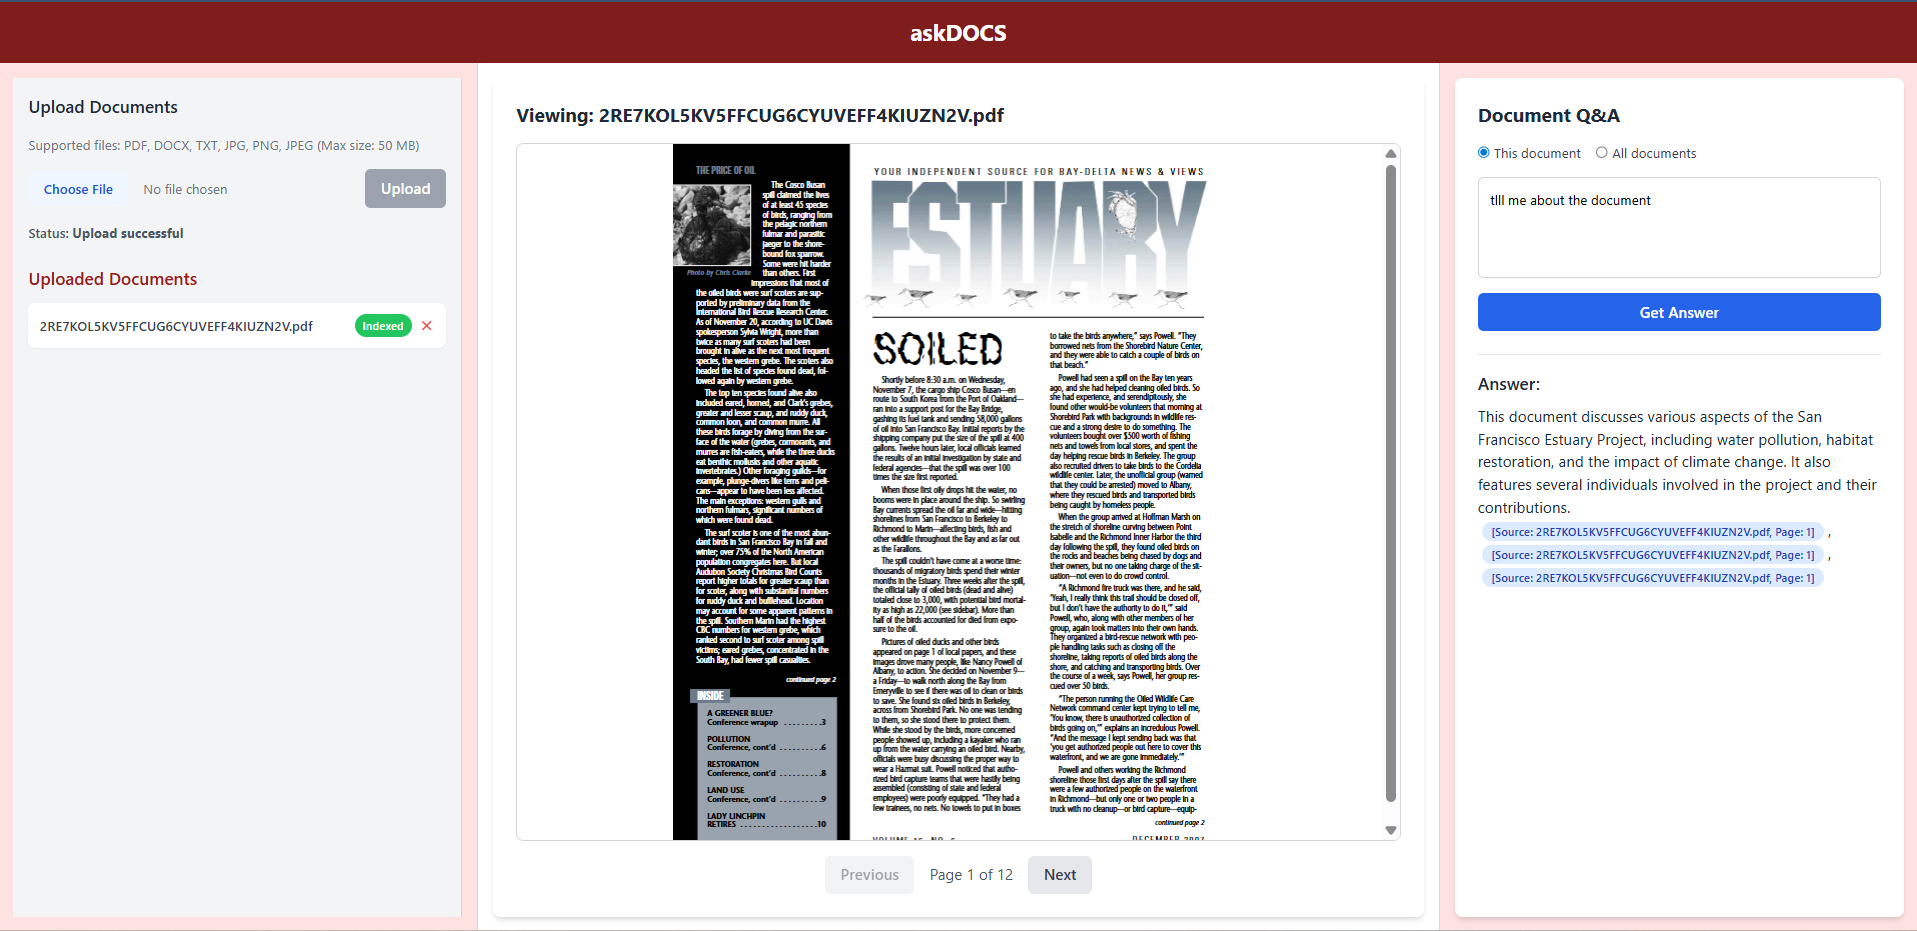 askDOCS
Upload Documents
Supported files: PDF, DOCX, TXT, JPG, PNG, JPEG (Max size: 50 MB)
Choose File
No file chosen
Upload
Status: Upload successful
Uploaded Documents
2RE7KOL5KV5FFCUG6CYUVEFF4KIUZN2V.pdf
Indexed
Viewing: 2RE7KOL5KV5FFCUG6CYUVEFF4KIUZN2V.pdf
THE PRICE OF OIL
The Cosco Busan
spill claimed the lives
of at least 45 species
of birds, ranging from
the pelagic northern
fulmar and parasitic
jaeger to the shore-
bound fox sparrow.
Some were hit harder
than others. First
impressions that most of
Photo by Chris Clarke
the oiled birds were surf scoters are sup-
ported by preliminary data from the
International Bird Rescue Research Center.
As of November 20, according to UC Davis
spokesperson Sylvia Wright, more than
twice as many surf scoters had been
brought in alive as the next most frequent
species, the western grebe. The scoters also
headed the list of species found dead, fol-
lowed again by western grebe.
The top ten species found alive also
included eared, horned, and Clark's grebes,
greater and lesser scaup, and ruddy duck,
common loon, and common murre. All
these birds forage by diving from the sur-
face of the water (grebes, cormorants, and
murres are fish-eaters, while the three ducks
eat benthic mollusks and other aquatic
invertebrates.) Other foraging guilds—for
example, plunge-divers like terns and peli-
cans—appear to have been less affected.
The main exceptions: western gulls and
northern fulmars, significant numbers of
which were found dead.
The surf scoter is one of the most abun-
dant birds in San Francisco Bay in fall and
winter; over 75% of the North American
population congregates here. But local
Audubon Society Christmas Bird Counts
report higher totals for greater scaup than
for scoter, along with substantial numbers
for ruddy duck and bufflehead. Location
may account for some apparent patterns in
the spill. Southern Marin had the highest
CBC numbers for western grebe, which
ranked second to surf scoter among spill
victims; eared grebes, concentrated in the
South Bay, had fewer spill casualties.
continued page 2
INSIDE
A GREENER BLUE?
Conference wrapup .........3
POLLUTION
Conference, cont'd ..........6
RESTORATION
Conference, cont'd ..........8
LAND USE
Conference, cont'd ..........9
LADY LINCHPIN
RETIRES ..................10
YOUR INDEPENDENT SOURCE FOR BAY-DELTA NEWS & VIEWS
ESTUARY
SOILED
Shortly before 8:30 a.m. on Wednesday,
November 7, the cargo ship Cosco Busan—en
route to South Korea from the Port of Oakland—
ran into a support post for the Bay Bridge,
gashing its fuel tank and sending 58,000 gallons
of oil into San Francisco Bay. Initial reports by the
shipping company put the size of the spill at 400
gallons. Twelve hours later, local officials learned
the results of an initial investigation by state and
federal agencies—that the spill was over 100
times the size first reported.
When those first oily drops hit the water, no
booms were in place around the ship. So swirling
Bay currents spread the oil far and wide—hitting
shorelines from San Francisco to Berkeley to
Richmond to Marin—affecting birds, fish and
other wildlife throughout the Bay and as far out
as the Farallons.
The spill couldn't have come at a worse time:
thousands of migratory birds spend their winter
months in the Estuary. Three weeks after the spill,
the official tally of oiled birds (dead and alive)
totaled close to 3,000, with potential bird mortal-
ity as high as 22,000 (see sidebar). More than
half of the birds accounted for died from expo-
sure to the oil.
Pictures of oiled ducks and other birds
appeared on page 1 of local papers, and these
images drove many people, like Nancy Powell of
Albany, to action. She decided on November 9—
a Friday—to walk north along the Bay from
Emeryville to see if there was oil to clean or birds
to save. She found six oiled birds in Berkeley,
across from Shorebird Park. No one was tending
to them, so she stood there to protect them.
While she stood by the birds, more concerned
people showed up, including a kayaker who ran
up from the water carrying an oiled bird. Nearby,
officials were busy discussing the proper way to
wear a Hazmat suit. Powell noticed that autho-
rized bird capture teams that were hastily being
assembled (consisting of state and federal
employees) were poorly equipped. "They had a
few trainees, no nets. No towels to put in boxes
to take the birds anywhere," says Powell. "They
borrowed nets from the Shorebird Nature Center,
and they were able to catch a couple of birds on
that beach."
Powell had seen a spill on the Bay ten years
ago, and she had helped cleaning oiled birds. So
she had experience, and serendipitously, she
found other would-be volunteers that morning at
Shorebird Park with backgrounds in wildlife res-
cue and a strong desire to do something. The
volunteers bought over $500 worth of fishing
nets and towels from local stores, and spent the
day helping rescue birds in Berkeley. The group
also recruited drivers to take birds to the Cordelia
wildlife center. Later, the unofficial group (warned
that they could be arrested) moved to Albany,
where they rescued birds and transported birds
being caught by homeless people.
When the group arrived at Hoffman Marsh on
the stretch of shoreline curving between Point
Isabelle and the Richmond Inner Harbor the third
day following the spill, they found oiled birds on
the rocks and beaches being chased by dogs and
their owners, but no one taking charge of the sit-
uation—not even to do crowd control.
"A Richmond fire truck was there, and he said,
'Yeah, I really think this trail should be closed off,
but I don't have the authority to do it,'" said
Powell, who, along with other members of her
group, again took matters into their own hands.
They organized a bird-rescue network with peo-
ple handling tasks such as closing off the
shoreline, taking reports of oiled birds along the
shore, and catching and transporting birds. Over
the course of a week, says Powell, her group res-
cued over 50 birds.
"The person running the Oiled Wildlife Care
Network command center kept trying to tell me,
'You know, there is unauthorized collection of
birds going on,'" explains an incredulous Powell.
"And the message I kept sending back was that
'you get authorized people out here to cover this
waterfront, and we are gone immediately.'"
Powell and others working the Richmond
shoreline those first days after the spill say there
were a few authorized people on the waterfront
in Richmond—but only one or two people in a
truck with no cleanup—or bird capture—equip-
continued page 2
DECEMBER 2007
Previous
Page 1 of 12
Next
Document Q&A
This document
All documents
tlll me about the document
Get Answer
Answer:
This document discusses various aspects of the San
Francisco Estuary Project, including water pollution, habitat
restoration, and the impact of climate change. It also
features several individuals involved in the project and their
contributions.
[Source: 2RE7KOL5KV5FFCUG6CYUVEFF4KIUZN2V.pdf, Page: 1] ,
[Source: 2RE7KOL5KV5FFCUG6CYUVEFF4KIUZN2V.pdf, Page: 1] ,
[Source: 2RE7KOL5KV5FFCUG6CYUVEFF4KIUZN2V.pdf, Page: 1]